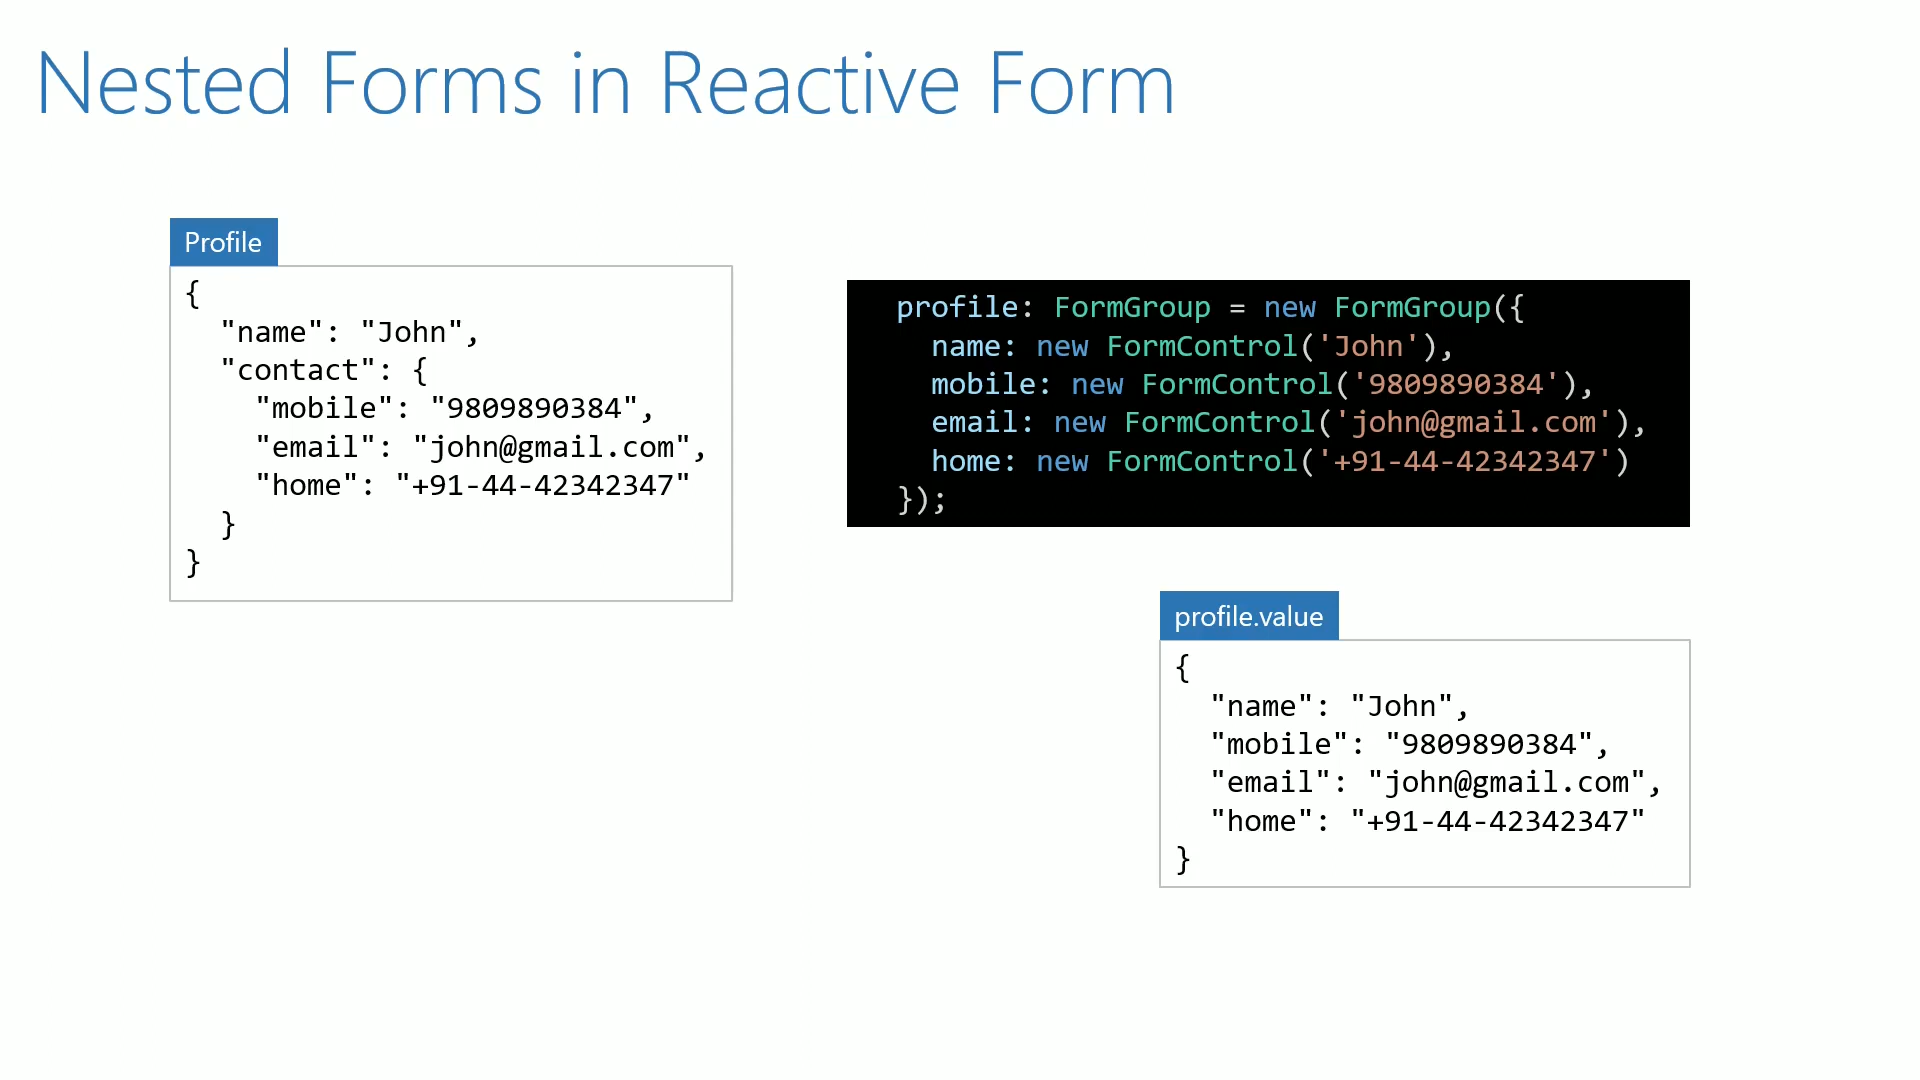 Nested Forms in Reactive Form
Profile
{
  "name": "John",
  "contact": {
    "mobile": "9809890384",
    "email": "john@gmail.com",
    "home": "+91-44-42342347"
  }
}
profile: FormGroup = new FormGroup({
  name: new FormControl('John'),
  mobile: new FormControl('9809890384'),
  email: new FormControl('john@gmail.com'),
  home: new FormControl('+91-44-42342347')
});
profile.value
{
  "name": "John",
  "mobile": "9809890384",
  "email": "john@gmail.com",
  "home": "+91-44-42342347"
}